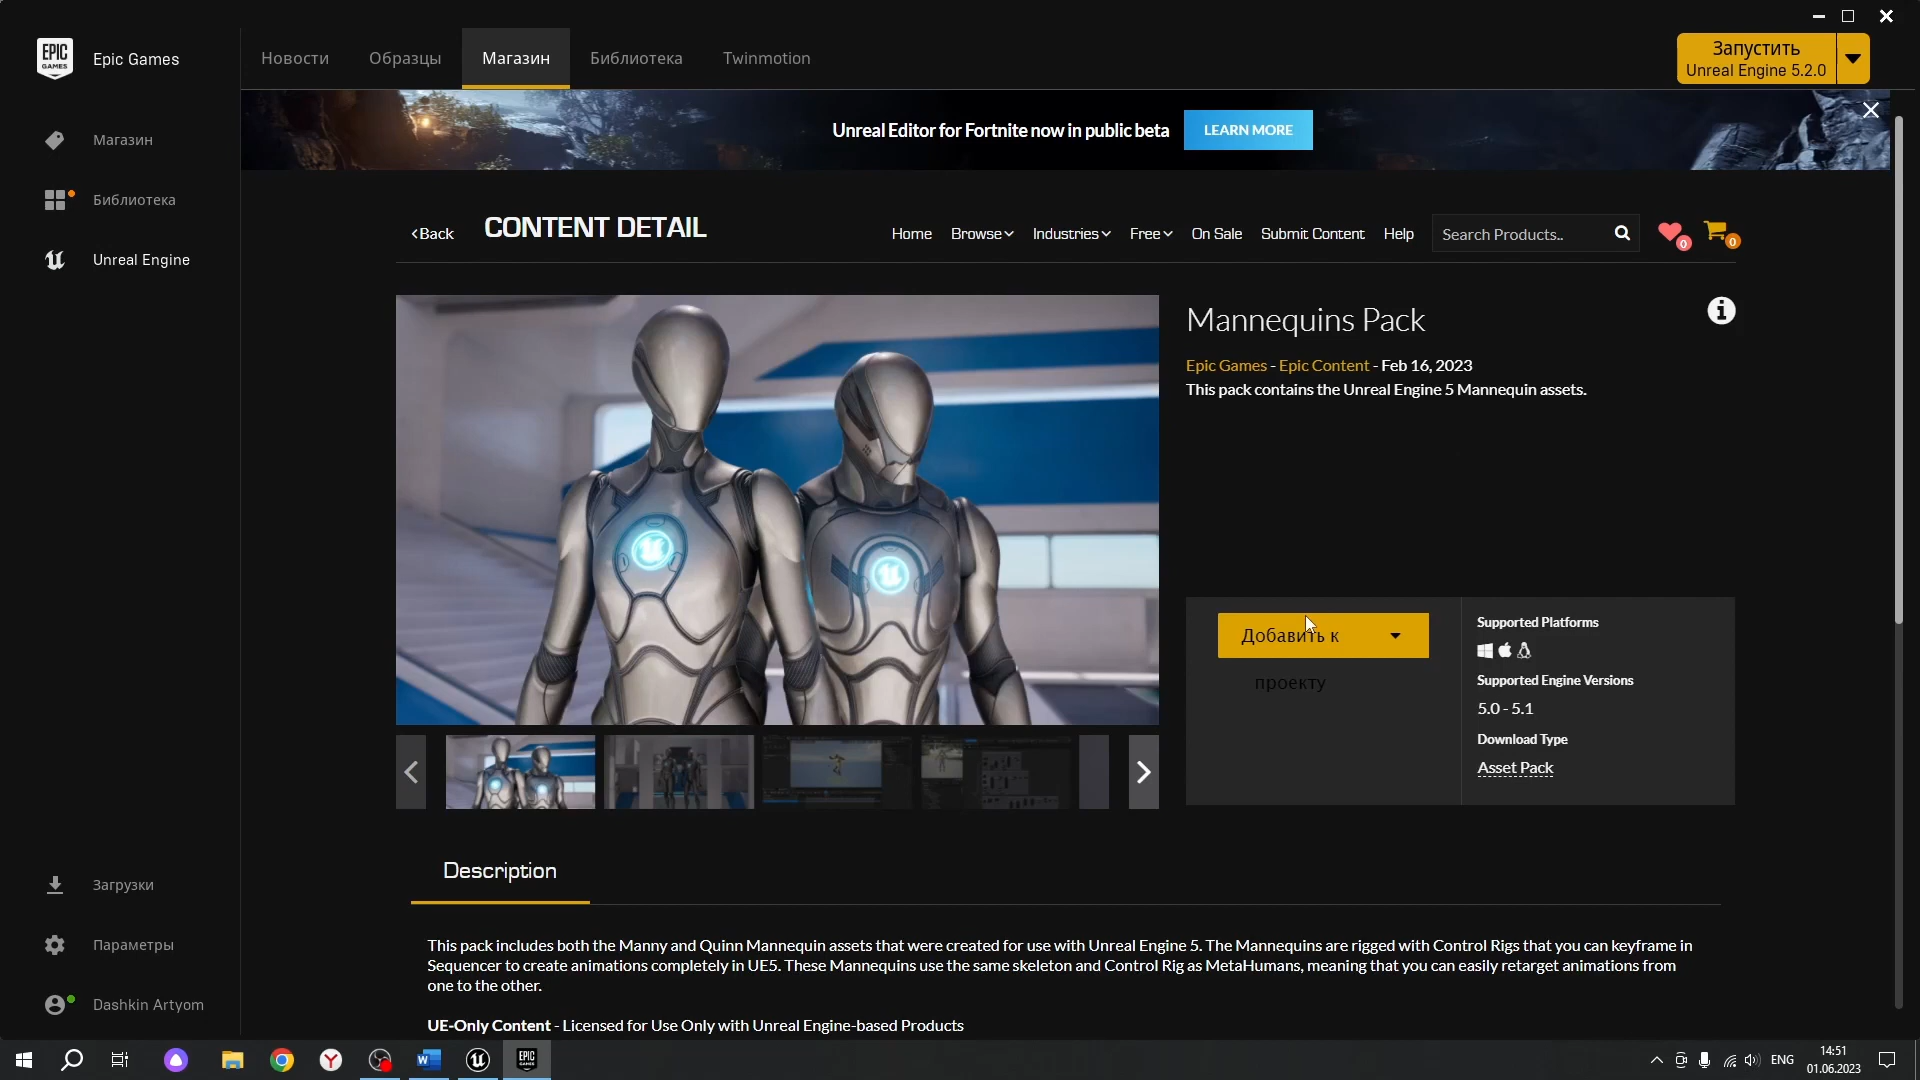 EPIC
GAMES
Epic Games
Новости
Образцы
Магазин
Библиотека
Twinmotion
Запустить
Unreal Engine 5.2.0
Магазин
Библиотека
Unreal Engine
Unreal Editor for Fortnite now in public beta
LEARN MORE
Back
CONTENT DETAIL
Home
Browse
Industries
Free
On Sale
Submit Content
Help
Search Products..
0
0
Mannequins Pack
Epic Games - Epic Content - Feb 16, 2023
This pack contains the Unreal Engine 5 Mannequin assets.
Добавить к
проекту
Supported Platforms
Supported Engine Versions
5.0 - 5.1
Download Type
Asset Pack
Description
This pack includes both the Manny and Quinn Mannequin assets that were created for use with Unreal Engine 5. The Mannequins are rigged with Control Rigs that you can keyframe in
Sequencer to create animations completely in UE5. These Mannequins use the same skeleton and Control Rig as MetaHumans, meaning that you can easily retarget animations from
one to the other.
UE-Only Content - Licensed for Use Only with Unreal Engine-based Products
Загрузки
Параметры
Dashkin Artyom
ENG
14:51
01.06.2023